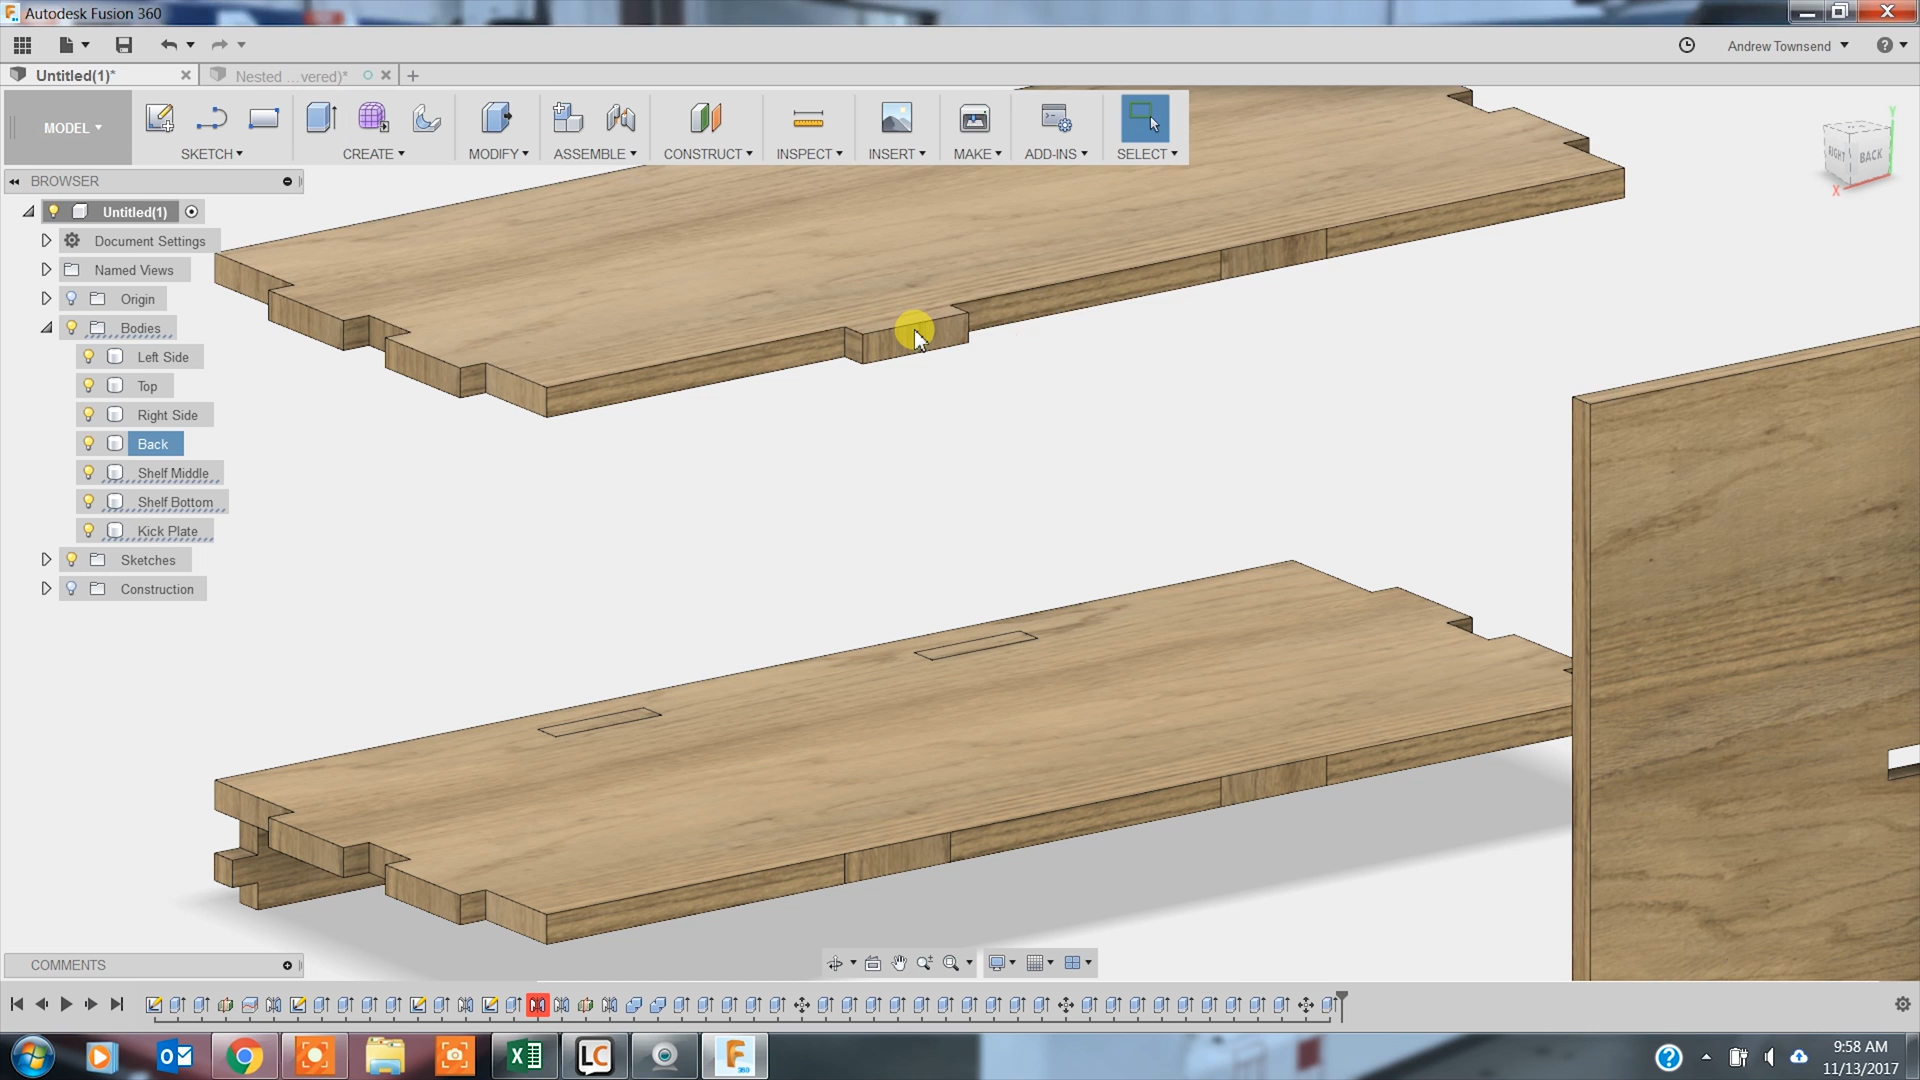 Autodesk Fusion 360
Andrew Townsend
Untitled(1)*
Nested ...vered)*
MODEL
SKETCH
CREATE
MODIFY
ASSEMBLE
CONSTRUCT
INSPECT
INSERT
MAKE
ADD-INS
SELECT
RIGHT
BACK
Y
X
BROWSER
Untitled(1)
Document Settings
Named Views
Origin
Bodies
Left Side
Top
Right Side
Back
Shelf Middle
Shelf Bottom
Kick Plate
Sketches
Construction
COMMENTS
LC
360
9:58 AM
11/13/2017